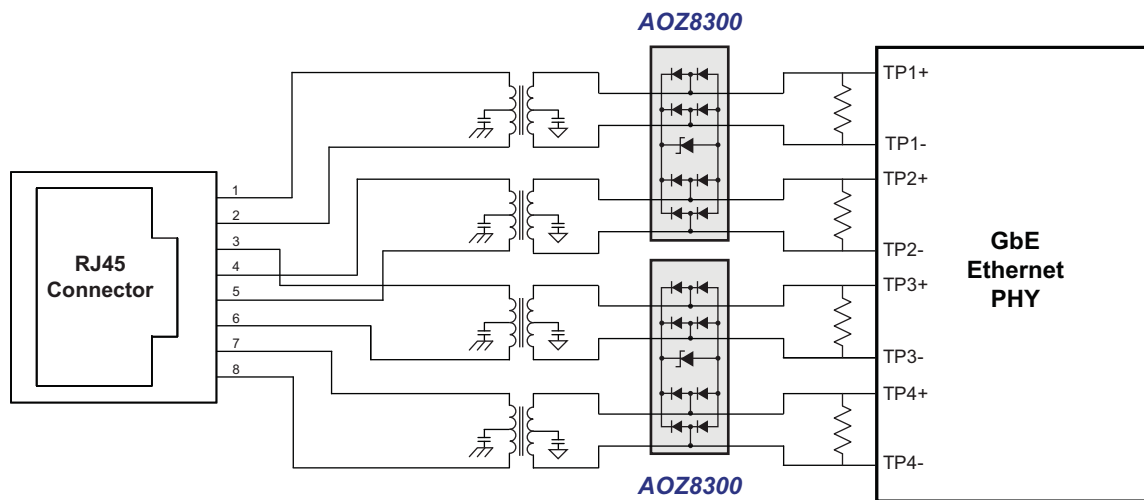 AOZ8300
TP1+
TP1-
TP2+
TP2-
TP3+
TP3-
TP4+
TP4-
GbE
Ethernet
PHY
RJ45
Connector
1
2
3
4
5
6
7
8
AOZ8300